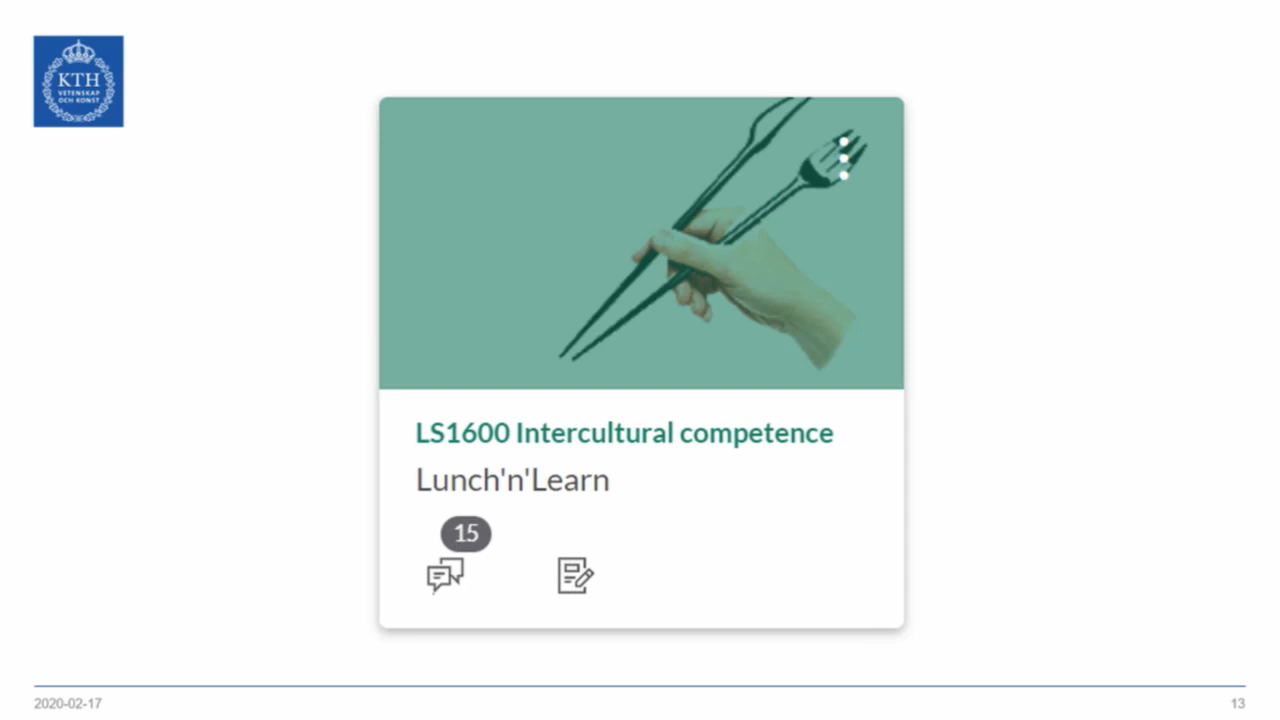 KTH
VETENSKAP
OCH KONST
LS1600 Intercultural competence
Lunch'n'Learn
15
2020-02-17
13